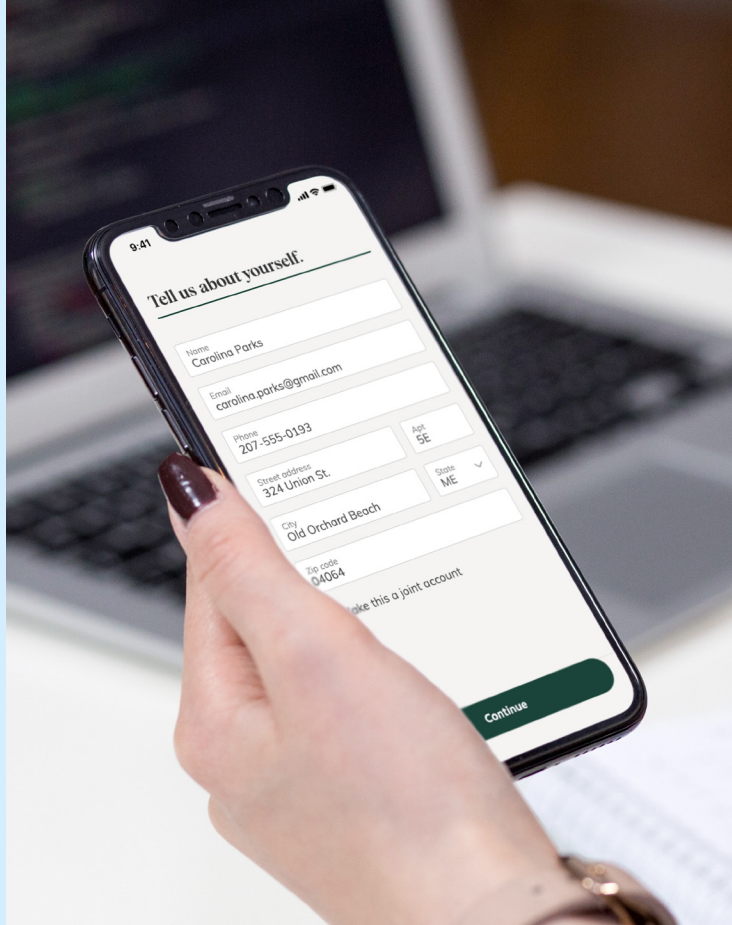 9:41
Tell us about yourself.
Name
Carolina Parks
Email
carolina.parks@gmail.com
Phone
207-555-0193
Street address
324 Union St.
Apt
5E
City
Old Orchard Beach
State
ME
Zip code
04064
this a joint account
Continue